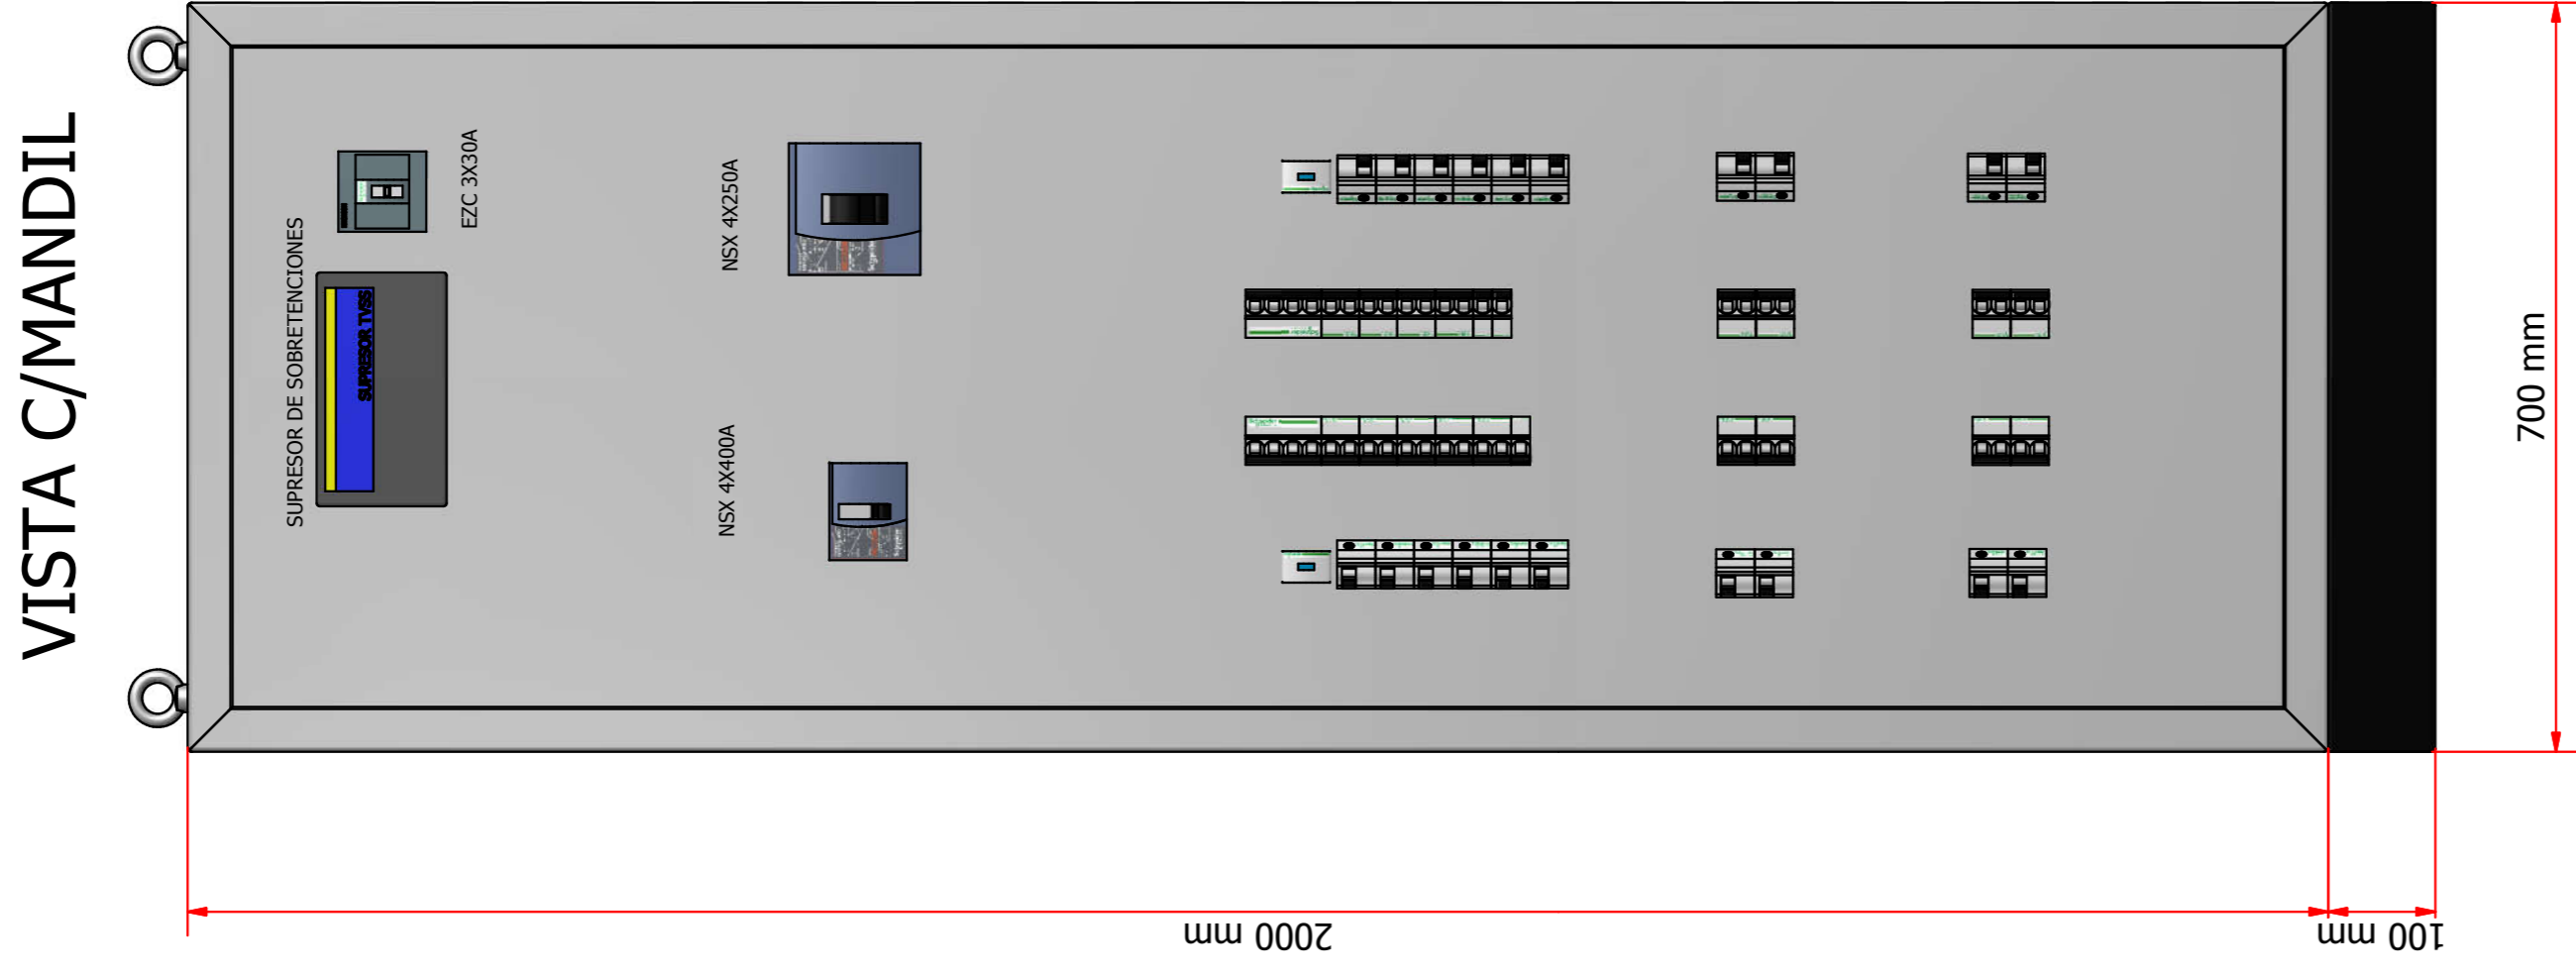 VISTA C/MANDIL
SUPRESOR DE SOBRETENCIONES
EZC 3X30A
SUPRESOR TVSS
NSX 4X400A
NSX 4X250A
2000 mm
100 mm
700 mm